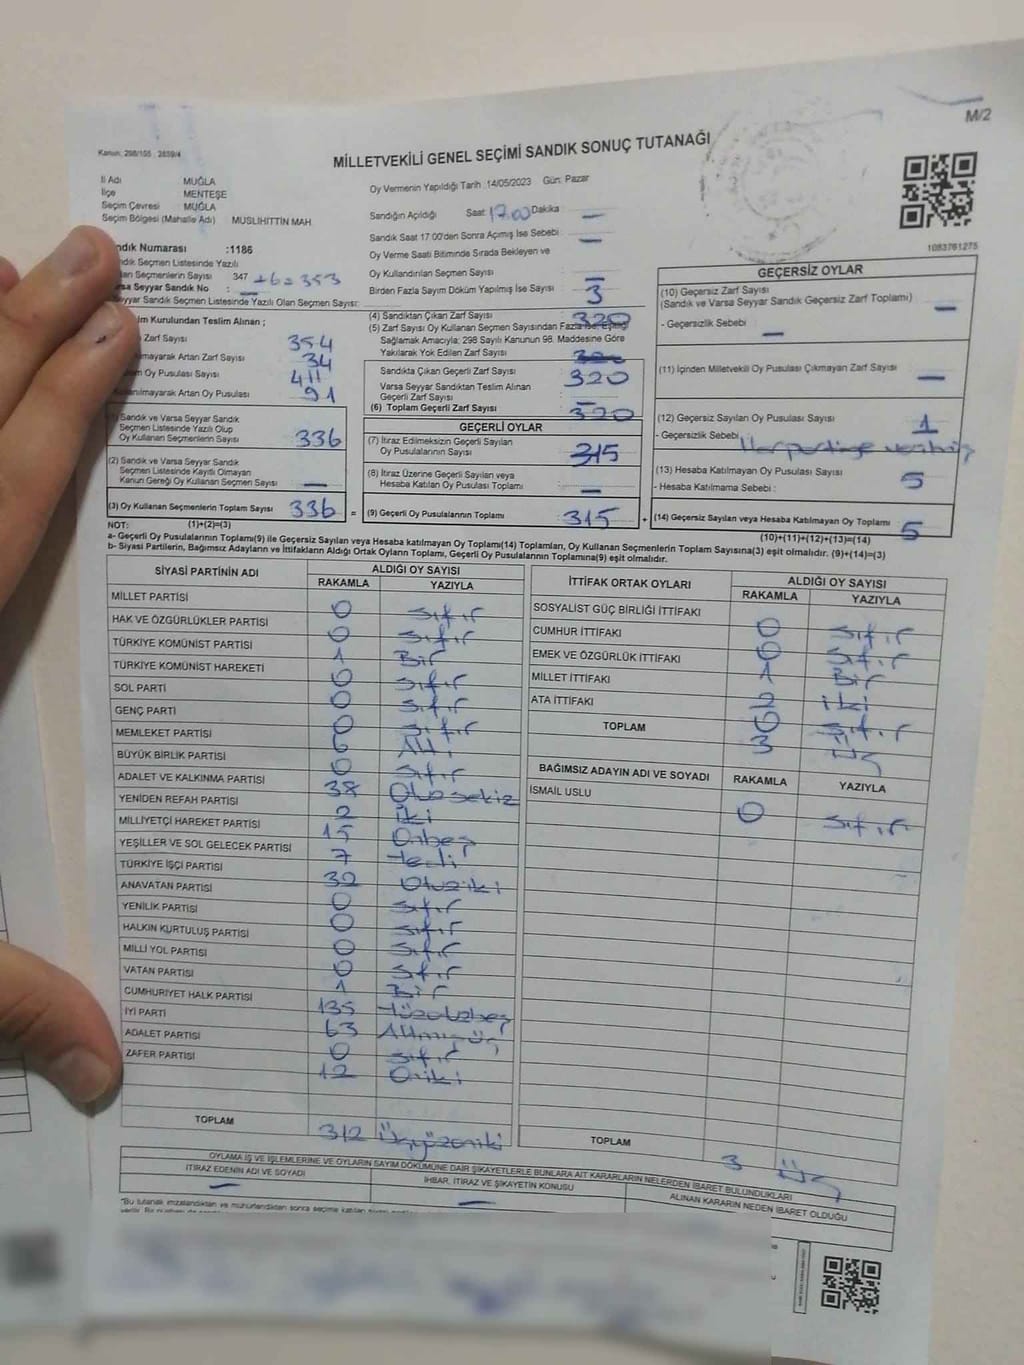 M/2
Kanun: 298/105 , 2839/4
MİLLETVEKİLİ GENEL SEÇİMİ SANDIK SONUÇ TUTANAĞI
İl Adı MUĞLA
İlçe MENTEŞE
Seçim Çevresi MUĞLA
Seçim Bölgesi (Mahalle Adı) MUSLIHITTIN MAH
ndık Numarası :1186
dık Seçmen Listesinde Yazılı
an Seçmenlerin Sayısı 347 +6=353
rsa Seyyar Sandık No : —
eyyar Sandık Seçmen Listesinde Yazılı Olan Seçmen Sayısı:
Oy Vermenin Yapıldığı Tarih :14/05/2023 Gün: Pazar
Sandığın Açıldığı Saat 17.00 Dakika —
Sandık Saat 17:00'den Sonra Açımış İse Sebebi : —
Oy Verme Saati Bitiminde Sırada Bekleyen ve
Oy Kullandırılan Seçmen Sayısı : —
Birden Fazla Sayım Döküm Yapılmış İse Sayısı : 3
1083761275
im Kurulundan Teslim Alınan ;
Zarf Sayısı 354
mayarak Artan Zarf Sayısı 34
Oy Pusulası Sayısı 411
anılmayarak Artan Oy Pusulası 91
(4) Sandıktan Çıkan Zarf Sayısı : 320
(5) Zarf Sayısı Oy Kullanan Seçmen Sayısından Fazla ise, Eşitliği
Sağlamak Amacıyla; 298 Sayılı Kanunun 98. Maddesine Göre
Yakılarak Yok Edilen Zarf Sayısı :
Sandıkta Çıkan Geçerli Zarf Sayısı : 320
Varsa Seyyar Sandıktan Teslim Alınan
Geçerli Zarf Sayısı : —
(6) Toplam Geçerli Zarf Sayısı : 320
GEÇERSİZ OYLAR
(10) Geçersiz Zarf Sayısı
(Sandık ve Varsa Seyyar Sandık Geçersiz Zarf Toplamı) : —
- Geçersizlik Sebebi : —
(11) İçinden Milletvekili Oy Pusulası Çıkmayan Zarf Sayısı : —
(12) Geçersiz Sayılan Oy Pusulası Sayısı : 1
- Geçersizlik Sebebi
(13) Hesaba Katılmayan Oy Pusulası Sayısı : 5
- Hesaba Katılmama Sebebi :
(14) Geçersiz Sayılan veya Hesaba Katılmayan Oy Toplamı 5
(10)+(11)+(12)+(13)=(14)
(1) Sandık ve Varsa Seyyar Sandık
Seçmen Listesinde Yazılı Olup
Oy Kullanan Seçmenlerin Sayısı : 336
(2) Sandık ve Varsa Seyyar Sandık
Seçmen Listesinde Kayıtlı Olmayan
Kanun Gereği Oy Kullanan Seçmen Sayısı : —
(3) Oy Kullanan Seçmenlerin Toplam Sayısı 336 =
GEÇERLİ OYLAR
(7) İtiraz Edilmeksizin Geçerli Sayılan
Oy Pusulalarının Sayısı : 315
(8) İtiraz Üzerine Geçerli Sayılan veya
Hesaba Katılan Oy Pusulası Toplamı : —
(9) Geçerli Oy Pusulalarının Toplamı 315 +
NOT: (1)+(2)=(3)
a- Geçerli Oy Pusulalarının Toplamı(9) ile Geçersiz Sayılan veya Hesaba katılmayan Oy Toplamı(14) Toplamları, Oy Kullanan Seçmenlerin Toplam Sayısına(3) eşit olmalıdır. (9)+(14)=(3)
b- Siyasi Partilerin, Bağımsız Adayların ve İttifakların Aldığı Ortak Oyların Toplamı, Geçerli Oy Pusulalarının Toplamına(9) eşit olmalıdır.
SİYASİ PARTİNİN ADI ALDIĞI OY SAYISI
RAKAMLA YAZIYLA
MİLLET PARTİSİ 0 Sıfır
HAK VE ÖZGÜRLÜKLER PARTİSİ 0 Sıfır
TÜRKİYE KOMÜNİST PARTİSİ 1 Bir
TÜRKİYE KOMÜNİST HAREKETİ 0 Sıfır
SOL PARTİ 0 Sıfır
GENÇ PARTİ 0 Sıfır
MEMLEKET PARTİSİ 6 Altı
BÜYÜK BİRLİK PARTİSİ 0 Sıfır
ADALET VE KALKINMA PARTİSİ 38 Otuzsekiz
YENİDEN REFAH PARTİSİ 2 İki
MİLLİYETÇİ HAREKET PARTİSİ 15 Onbeş
YEŞİLLER VE SOL GELECEK PARTİSİ 7 Yedi
TÜRKİYE İŞÇİ PARTİSİ 32 Otuziki
ANAVATAN PARTİSİ 0 Sıfır
YENİLİK PARTİSİ 0 Sıfır
HALKIN KURTULUŞ PARTİSİ 0 Sıfır
MİLLİ YOL PARTİSİ 0 Sıfır
VATAN PARTİSİ 1 Bir
CUMHURİYET HALK PARTİSİ 135 Yüzotuzbeş
İYİ PARTİ 63 Altmışüç
ADALET PARTİSİ 0 Sıfır
ZAFER PARTİSİ 12 Oniki
TOPLAM 312 Üçyüzoniki
İTTİFAK ORTAK OYLARI ALDIĞI OY SAYISI
RAKAMLA YAZIYLA
SOSYALİST GÜÇ BİRLİĞİ İTTİFAKI 0 Sıfır
CUMHUR İTTİFAKI 0 Sıfır
EMEK VE ÖZGÜRLÜK İTTİFAKI 1 Bir
MİLLET İTTİFAKI 2 İki
ATA İTTİFAKI 0 Sıfır
TOPLAM 3 Üç
BAĞIMSIZ ADAYIN ADI VE SOYADI RAKAMLA YAZIYLA
İSMAİL USLU 0 Sıfır
TOPLAM 3 Üç
OYLAMA İŞ VE İŞLEMLERİNE VE OYLARIN SAYIM DÖKÜMÜNE DAİR ŞİKAYETLERLE BUNLARA AİT KARARLARIN NELERDEN İBARET BULUNDUKLARI
İTİRAZ EDENİN ADI VE SOYADI İHBAR, İTİRAZ VE ŞİKAYETİN KONUSU ALINAN KARARIN NEDEN İBARET OLDUĞU
— —
"Bu tutanak imzalandıktan ve mühürlendikten sonra seçime katılan